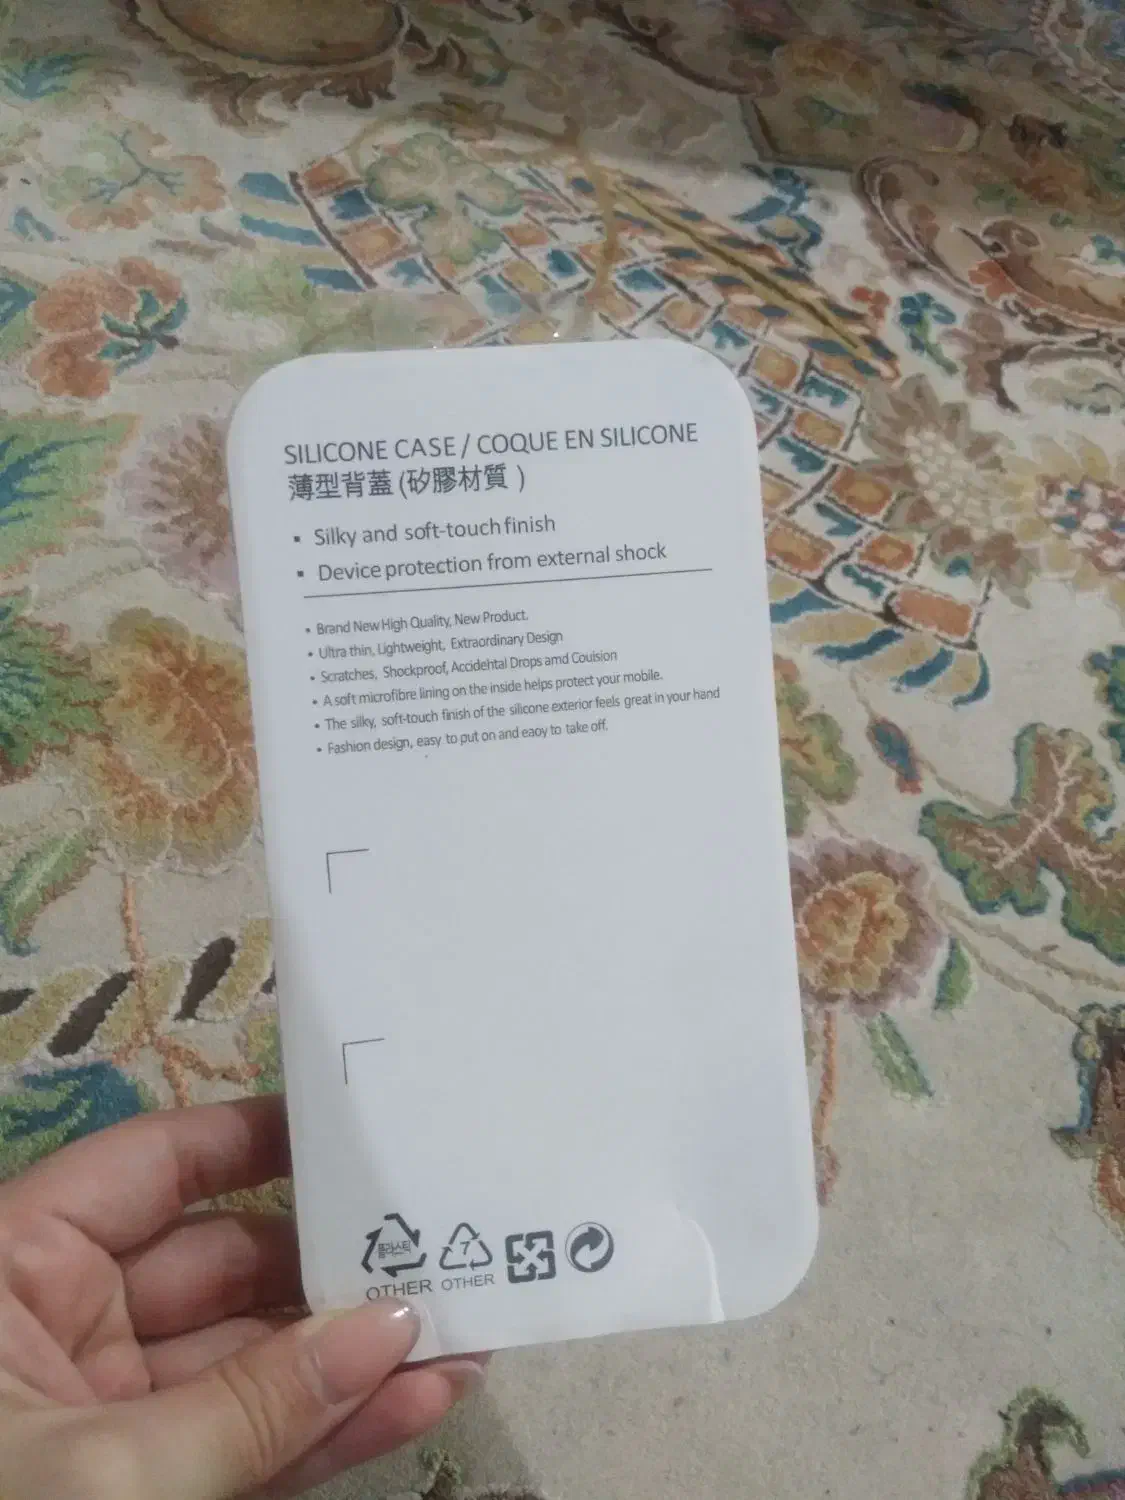 SILICONE CASE / COQUE EN SILICONE
薄型背蓋 (矽膠材質 )
▪ Silky and soft-touch finish
▪ Device protection from external shock
• Brand New High Quality, New Product.
• Ultra thin, Lightweight, Extraordinary Design
• Scratches, Shockproof, Accidehtal Drops amd Coulsion
• A soft microfibre lining on the inside helps protect your mobile.
• The silky, soft-touch finish of the silicone exterior feels great in your hand
• Fashion design, easy to put on and eaoy to take off.
플라스틱
7
OTHER
OTHER